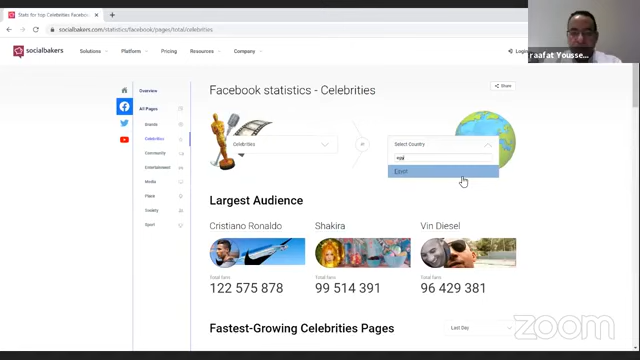 Stats for top Celebrities Faceboo
socialbakers.com/statistics/facebook/pages/total/celebrities
socialbakers
Solutions
Platform
Pricing
Resources
Company
Login
raafat Yousse...
Overview
All Pages
Brands
Celebrities
Community
Entertainment
Media
Place
Society
Sport
Facebook statistics - Celebrities
Share
Celebrities
or
Select Country
Egypt
Largest Audience
Cristiano Ronaldo
Shakira
Vin Diesel
Total fans
Total fans
Total fans
122 575 878
99 514 391
96 429 381
Fastest-Growing Celebrities Pages
Last Day
zoom